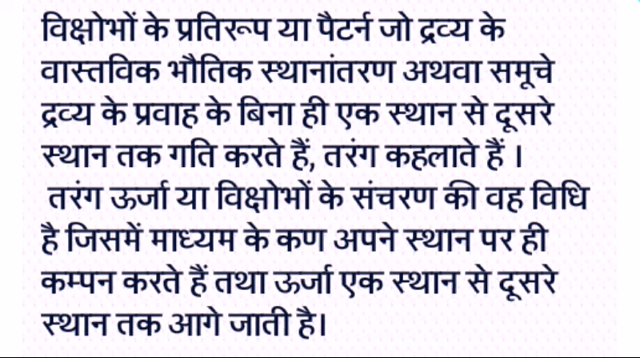 विक्षोभों के प्रतिरूप या पैटर्न जो द्रव्य के
वास्तविक भौतिक स्थानांतरण अथवा समूचे
द्रव्य के प्रवाह के बिना ही एक स्थान से दूसरे
स्थान तक गति करते हैं, तरंग कहलाते हैं ।
तरंग ऊर्जा या विक्षोभों के संचरण की वह विधि
है जिसमें माध्यम के कण अपने स्थान पर ही
कम्पन करते हैं तथा ऊर्जा एक स्थान से दूसरे
स्थान तक आगे जाती है।